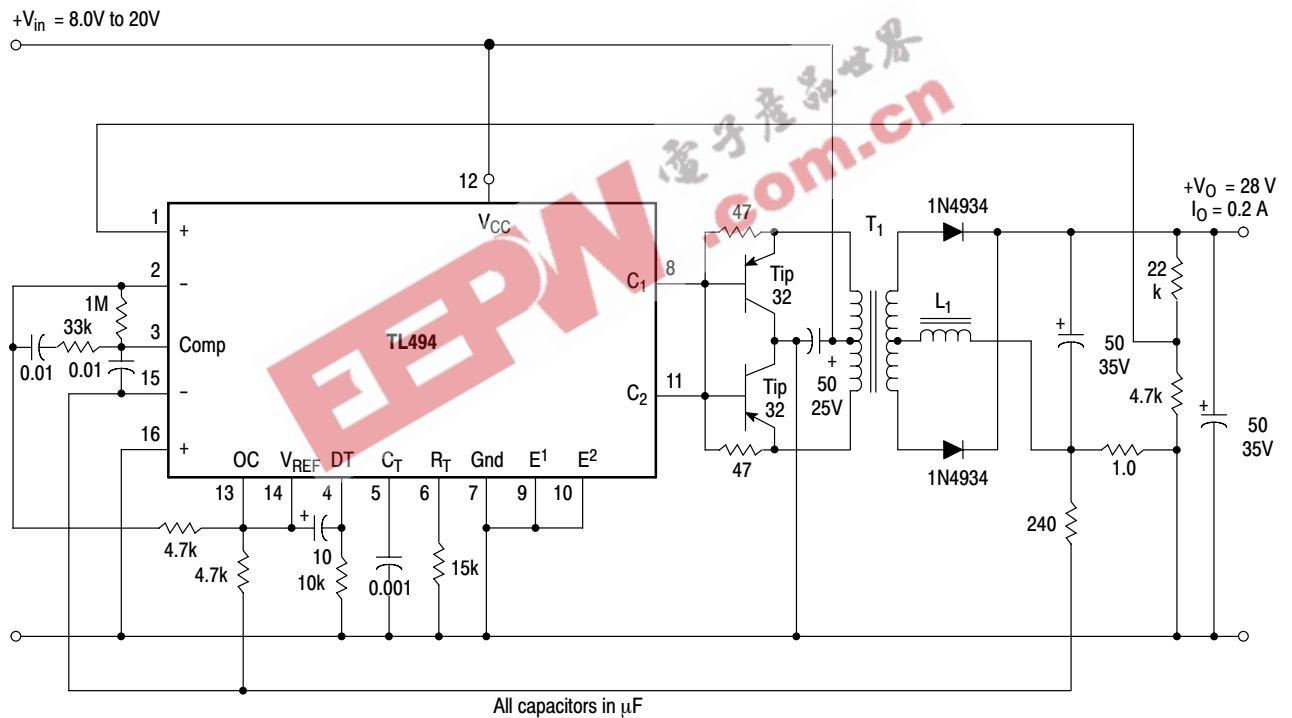 +Vin = 8.0V to 20V
電子產品世界
EEPW
.com.cn
12
VCC
+VO = 28 V
IO = 0.2 A
1N4934
1
+
47
T1
2
−
C1
8
Tip
32
22
k
1M
33k
3
Comp
TL494
L1
0.01
0.01
15
−
+
50
25V
+
50
35V
4.7k
C2
11
Tip
32
+
50
35V
16
+
47
1N4934
1.0
OC
VREF
DT
CT
RT
Gnd
E1
E2
13
14
4
5
6
7
9
10
240
4.7k
+
10
4.7k
10k
0.001
15k
All capacitors in μF